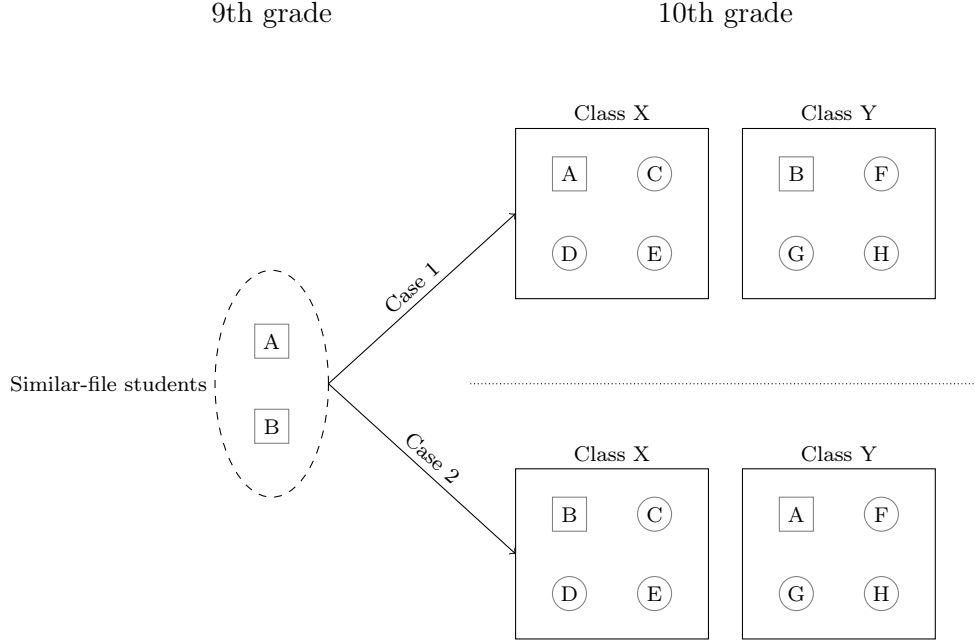 9th grade
10th grade
Class X
Class Y
A
C
B
F
D
E
G
H
Case 1
A
Similar-file students
B
Case 2
Class X
Class Y
B
C
A
F
D
E
G
H